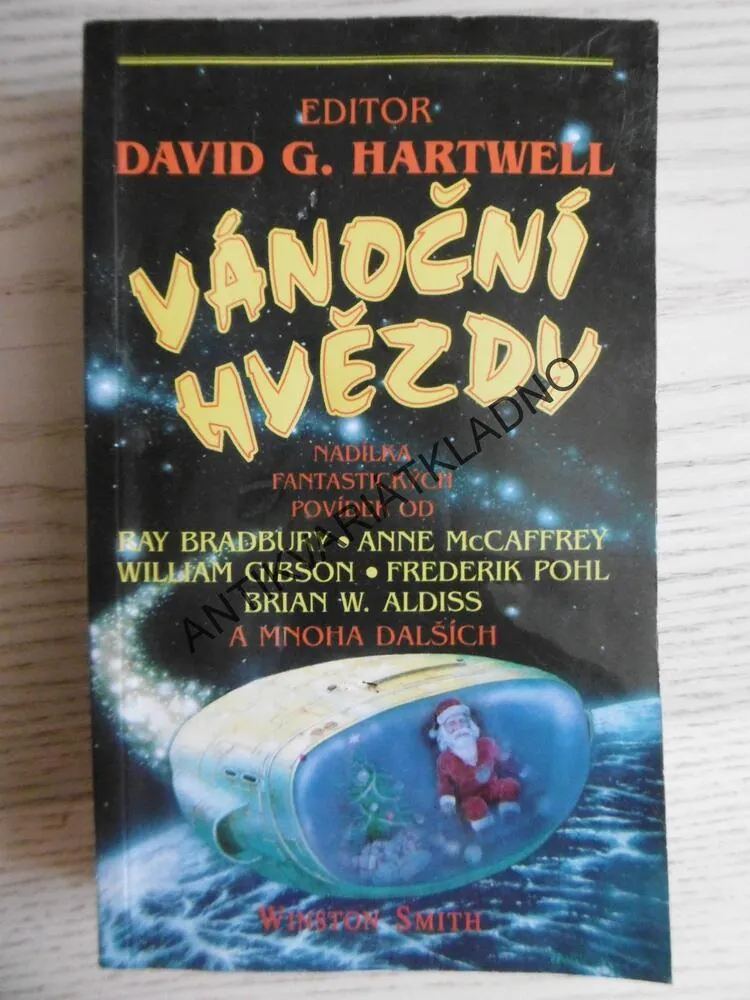 EDITOR
DAVID G. HARTWELL
VÁNOČNÍ
HVĚZDY
NADÍLKA
FANTASTICKÝCH
POVÍDEK OD
RAY BRADBURY • ANNE McCAFFREY
WILLIAM GIBSON • FREDERIK POHL
BRIAN W. ALDISS
A MNOHA DALŠÍCH
WINSTON SMITH
ANTIKVARIATKLADNO